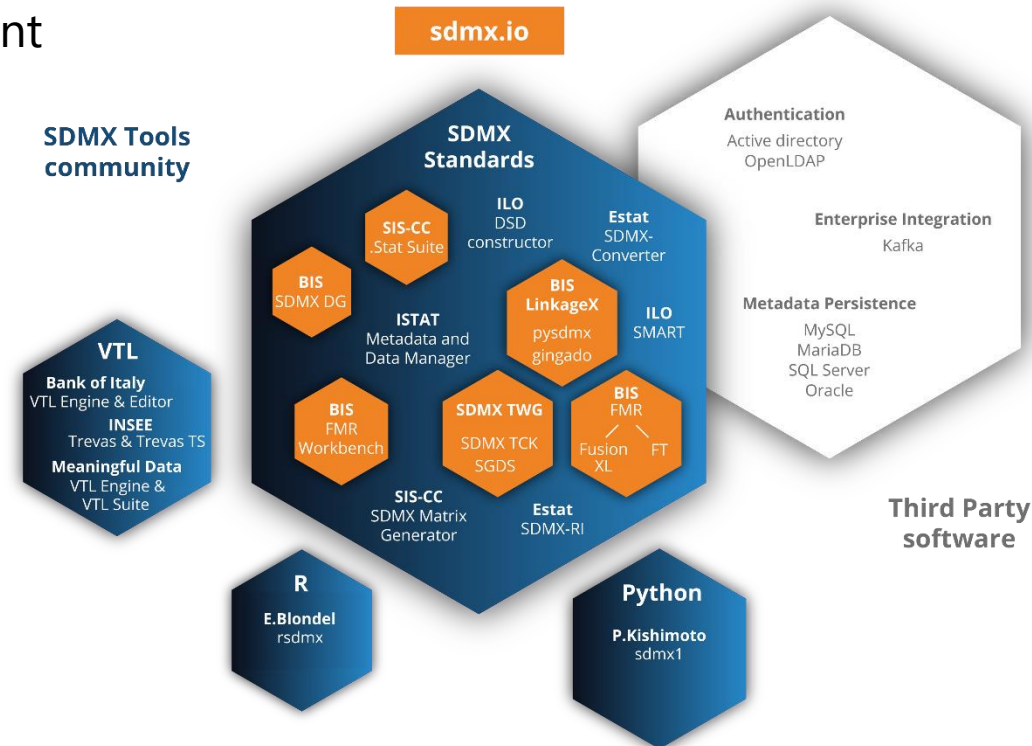 nt
sdmx.io
SDMX Tools
community
SDMX
Standards
SIS-CC
.Stat Suite
ILO
DSD
constructor
Estat
SDMX-
Converter
BIS
SDMX DG
ISTAT
Metadata and
Data Manager
BIS
LinkageX
pysdmx
gingado
ILO
SMART
BIS
FMR
Workbench
SDMX TWG
SDMX TCK
SGDS
BIS
FMR
Fusion
XL
FT
SIS-CC
SDMX Matrix
Generator
Estat
SDMX-RI
Authentication
Active directory
OpenLDAP
Enterprise Integration
Kafka
Metadata Persistence
MySQL
MariaDB
SQL Server
Oracle
Third Party
software
VTL
Bank of Italy
VTL Engine & Editor
INSEE
Trevas & Trevas TS
Meaningful Data
VTL Engine &
VTL Suite
R
E.Blondel
rsdmx
Python
P.Kishimoto
sdmx1